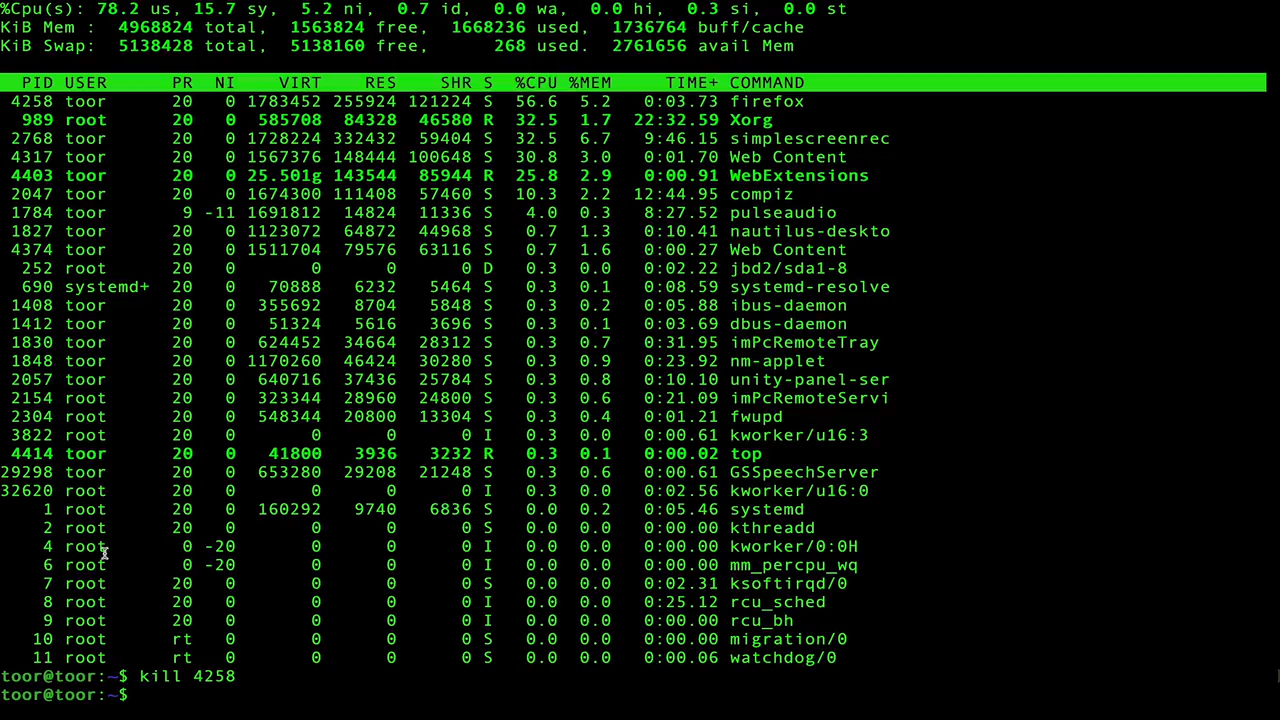 %Cpu(s): 78.2 us, 15.7 sy,  5.2 ni,  0.7 id,  0.0 wa,  0.0 hi,  0.3 si,  0.0 st
KiB Mem :  4968824 total,  1563824 free,  1668236 used,  1736764 buff/cache
KiB Swap:  5138428 total,  5138160 free,      268 used.  2761656 avail Mem
PID USER      PR  NI    VIRT    RES    SHR S  %CPU %MEM     TIME+ COMMAND
4258 toor      20   0 1783452 255924 121224 S  56.6  5.2   0:03.73 firefox
989 root      20   0  585708  84328  46580 R  32.5  1.7  22:32.59 Xorg
2768 toor      20   0 1728224 332432  59404 S  32.5  6.7   9:46.15 simplescreenrec
4317 toor      20   0 1567376 148444 100648 S  30.8  3.0   0:01.70 Web Content
4403 toor      20   0 25.501g 143544  85944 R  25.8  2.9   0:00.91 WebExtensions
2047 toor      20   0 1674300 111408  57460 S  10.3  2.2  12:44.95 compiz
1784 toor       9 -11 1691812  14824  11336 S   4.0  0.3   8:27.52 pulseaudio
1827 toor      20   0 1123072  64872  44968 S   0.7  1.3   0:10.41 nautilus-deskto
4374 toor      20   0 1511704  79576  63116 S   0.7  1.6   0:00.27 Web Content
252 root      20   0       0      0      0 D   0.3  0.0   0:02.22 jbd2/sda1-8
690 systemd+  20   0   70888   6232   5464 S   0.3  0.1   0:08.59 systemd-resolve
1408 toor      20   0  355692   8704   5848 S   0.3  0.2   0:05.88 ibus-daemon
1412 toor      20   0   51324   5616   3696 S   0.3  0.1   0:03.69 dbus-daemon
1830 toor      20   0  624452  34664  28312 S   0.3  0.7   0:31.95 imPcRemoteTray
1848 toor      20   0 1170260  46424  30280 S   0.3  0.9   0:23.92 nm-applet
2057 toor      20   0  640716  37436  25784 S   0.3  0.8   0:10.10 unity-panel-ser
2154 root      20   0  323344  28960  24800 S   0.3  0.6   0:21.09 imPcRemoteServi
2304 root      20   0  548344  20800  13304 S   0.3  0.4   0:01.21 fwupd
3822 root      20   0       0      0      0 I   0.3  0.0   0:00.61 kworker/u16:3
4414 toor      20   0   41800   3936   3232 R   0.3  0.1   0:00.02 top
29298 toor      20   0  653280  29208  21248 S   0.3  0.6   0:00.61 GSSpeechServer
32620 root      20   0       0      0      0 I   0.3  0.0   0:02.56 kworker/u16:0
1 root      20   0  160292   9740   6836 S   0.0  0.2   0:05.46 systemd
2 root      20   0       0      0      0 S   0.0  0.0   0:00.00 kthreadd
4 root       0 -20       0      0      0 I   0.0  0.0   0:00.00 kworker/0:0H
6 root       0 -20       0      0      0 I   0.0  0.0   0:00.00 mm_percpu_wq
7 root      20   0       0      0      0 S   0.0  0.0   0:02.31 ksoftirqd/0
8 root      20   0       0      0      0 I   0.0  0.0   0:25.12 rcu_sched
9 root      20   0       0      0      0 I   0.0  0.0   0:00.00 rcu_bh
10 root      rt   0       0      0      0 S   0.0  0.0   0:00.00 migration/0
11 root      rt   0       0      0      0 S   0.0  0.0   0:00.06 watchdog/0
toor@toor:~$ kill 4258
toor@toor:~$